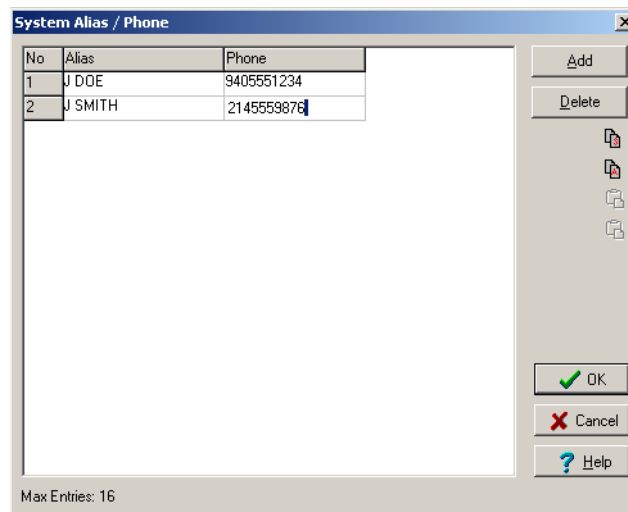 System Alias / Phone
No Alias Phone
1 J DOE 9405551234
2 J SMITH 2145559876
Add
Delete
OK
Cancel
Help
Max Entries: 16